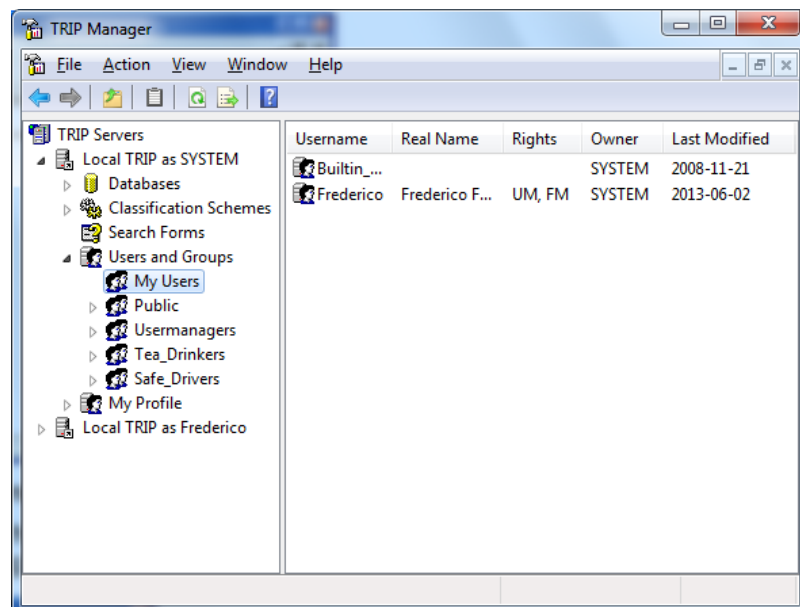 TRIP Manager
File Action View Window Help
TRIP Servers
Local TRIP as SYSTEM
Databases
Classification Schemes
Search Forms
Users and Groups
My Users
Public
Usermanagers
Tea_Drinkers
Safe_Drivers
My Profile
Local TRIP as Frederico
Username Real Name Rights Owner Last Modified
Builtin_... SYSTEM 2008-11-21
Frederico Frederico F... UM, FM SYSTEM 2013-06-02